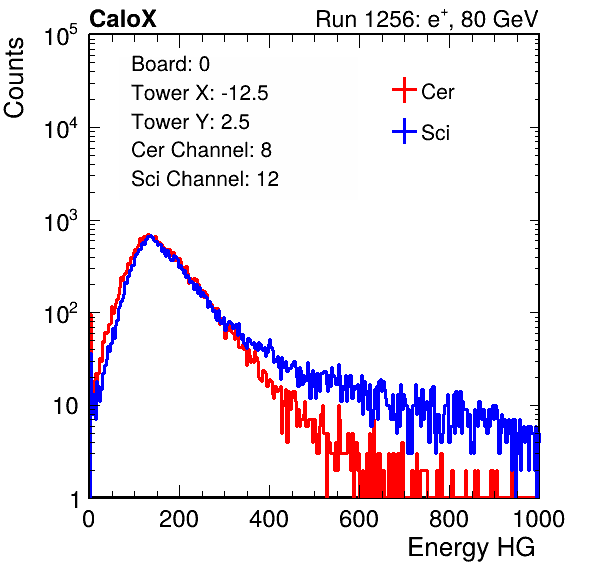 CaloX Run 1256: e⁺, 80 GeV
Counts
Board: 0
Tower X: -12.5
Tower Y: 2.5
Cer Channel: 8
Sci Channel: 12
Cer
Sci
10⁵
10⁴
10³
10²
10
1
0 200 400 600 800 1000
Energy HG